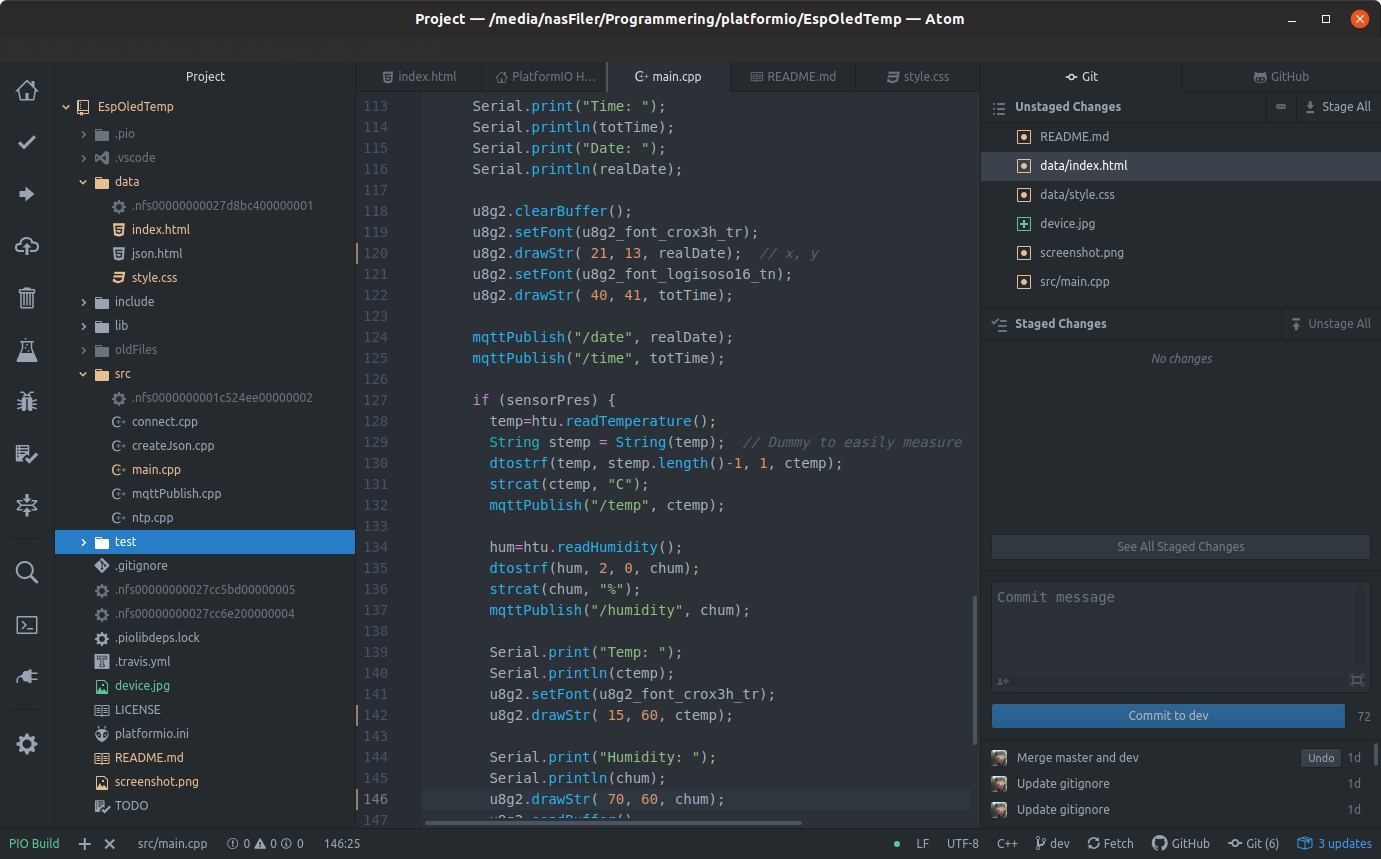 Project — /media/nasFiler/Programmering/platformio/EspOledTemp — Atom
Project
EspOledTemp
.pio
.vscode
data
.nfs00000000027d8bc400000001
index.html
json.html
style.css
include
lib
oldFiles
src
.nfs0000000001c524ee00000002
connect.cpp
createJson.cpp
main.cpp
mqttPublish.cpp
ntp.cpp
test
.gitignore
.nfs00000000027cc5bd00000005
.nfs00000000027cc6e200000004
.piolibdeps.lock
.travis.yml
device.jpg
LICENSE
platformio.ini
README.md
screenshot.png
TODO
index.html PlatformIO H... main.cpp README.md style.css
113 Serial.print("Time: ");
114 Serial.println(totTime);
115 Serial.print("Date: ");
116 Serial.println(realDate);
117
118 u8g2.clearBuffer();
119 u8g2.setFont(u8g2_font_crox3h_tr);
120 u8g2.drawStr( 21, 13, realDate);  // x, y
121 u8g2.setFont(u8g2_font_logisoso16_tn);
122 u8g2.drawStr( 40, 41, totTime);
123
124 mqttPublish("/date", realDate);
125 mqttPublish("/time", totTime);
126
127 if (sensorPres) {
128 temp=htu.readTemperature();
129 String stemp = String(temp);  // Dummy to easily measure
130 dtostrf(temp, stemp.length()-1, 1, ctemp);
131 strcat(ctemp, "C");
132 mqttPublish("/temp", ctemp);
133
134 hum=htu.readHumidity();
135 dtostrf(hum, 2, 0, chum);
136 strcat(chum, "%");
137 mqttPublish("/humidity", chum);
138
139 Serial.print("Temp: ");
140 Serial.println(ctemp);
141 u8g2.setFont(u8g2_font_crox3h_tr);
142 u8g2.drawStr( 15, 60, ctemp);
143
144 Serial.print("Humidity: ");
145 Serial.println(chum);
146 u8g2.drawStr( 70, 60, chum);
147 u8g2.sendBuffer()
Git GitHub
Unstaged Changes Stage All
README.md
data/index.html
data/style.css
device.jpg
screenshot.png
src/main.cpp
Staged Changes Unstage All
No changes
See All Staged Changes
Commit message
Commit to dev 72
Merge master and dev Undo 1d
Update gitignore 1d
Update gitignore 1d
PIO Build src/main.cpp 0 0 0 146:25 LF UTF-8 C++ dev Fetch GitHub Git (6) 3 updates